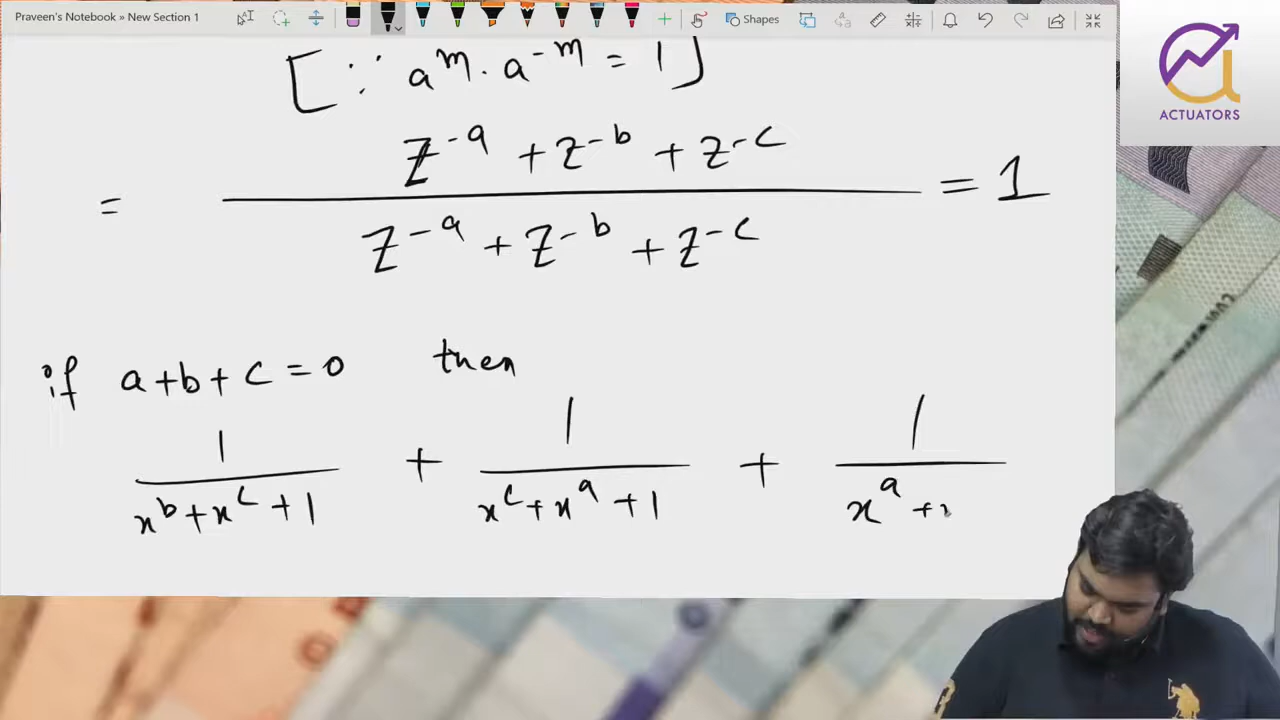 Praveen's Notebook » New Section 1
Shapes
ACTUATORS
[∵ a^m · a^-m = 1]
= (z^-a + z^-b + z^-c) / (z^-a + z^-b + z^-c) = 1
if a+b+c=0 then
1/(x^b+x^c+1) + 1/(x^c+x^a+1) + 1/(x^a +